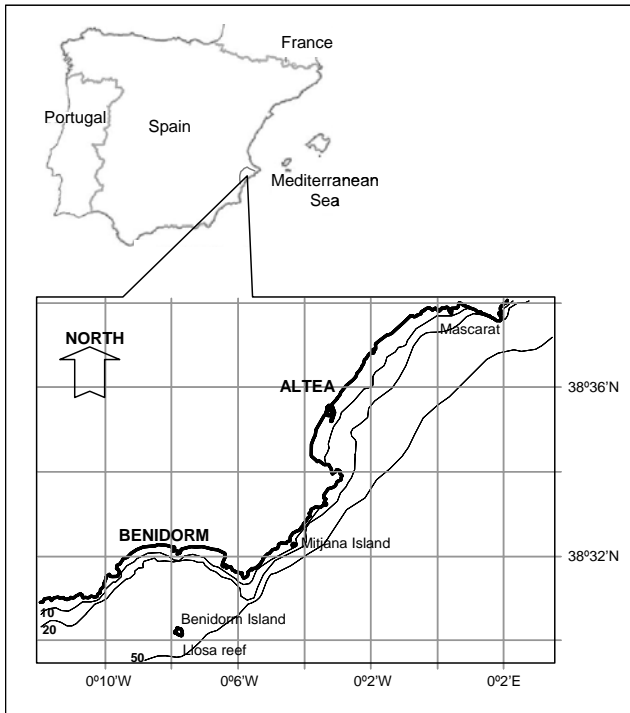 France
Portugal
Spain
Mediterranean
Sea
NORTH
Mascarat
ALTEA
38º36'N
BENIDORM
Mitjana Island
38º32'N
10
Benidorm Island
20
Llosa reef
50
0º10'W
0º6'W
0º2'W
0º2'E